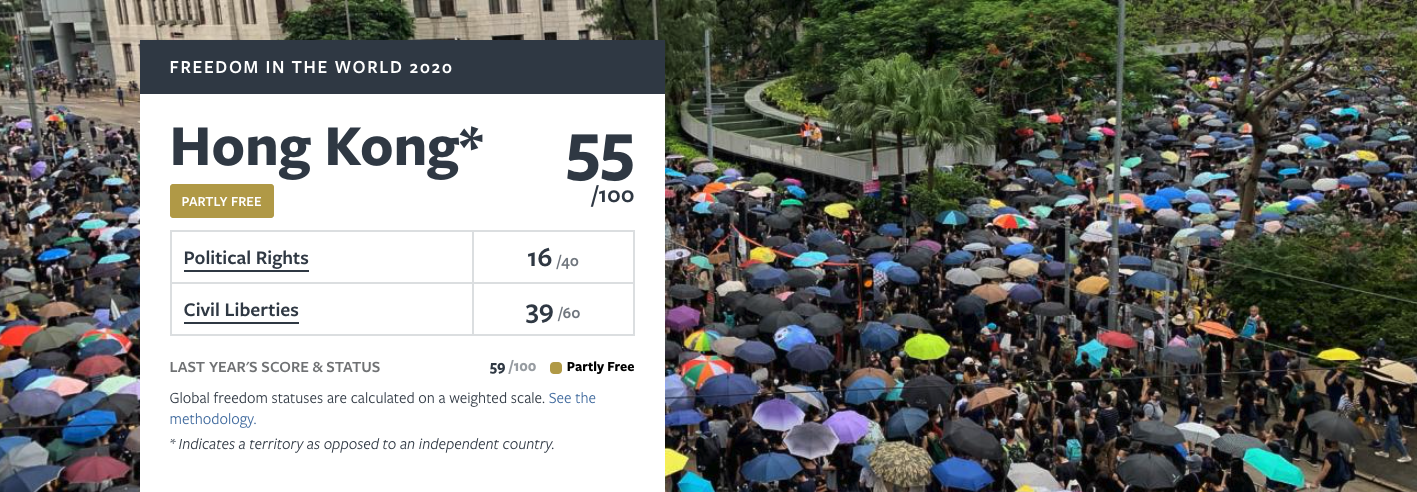 FREEDOM IN THE WORLD 2020
Hong Kong* 55
/100
PARTLY FREE
Political Rights 16 /40
Civil Liberties 39 /60
LAST YEAR'S SCORE & STATUS 59 /100 Partly Free
Global freedom statuses are calculated on a weighted scale. See the
methodology.
* Indicates a territory as opposed to an independent country.